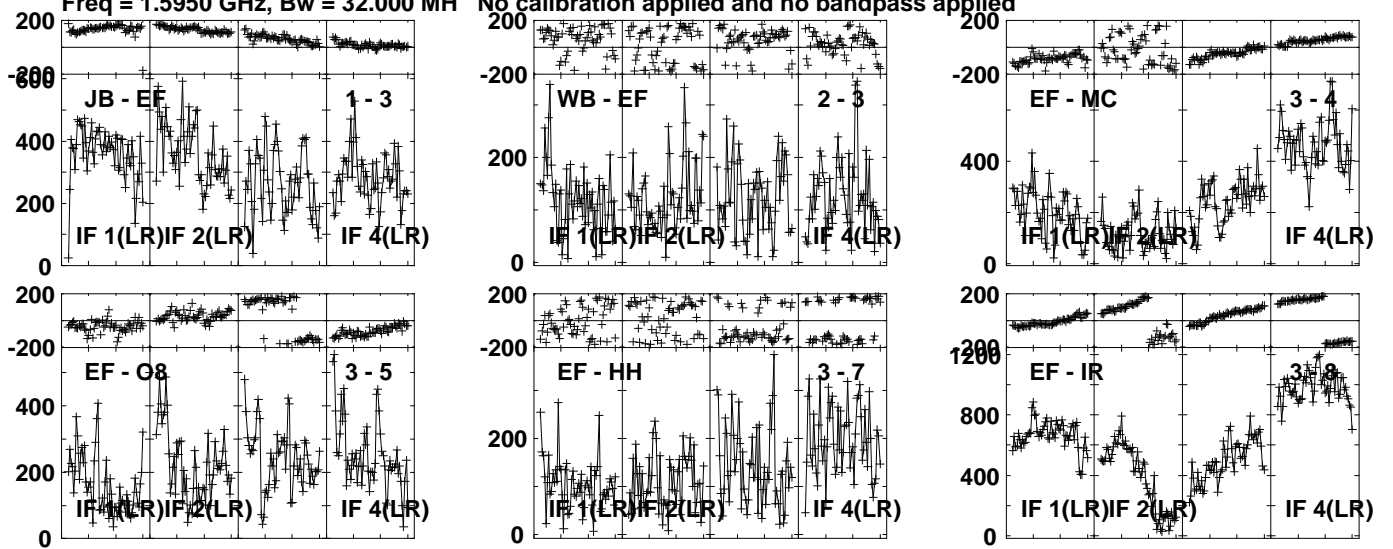 Freq = 1.5950 GHz, Bw = 32.000 MH   No calibration applied and no bandpass applied
200
-200
600
JB - EF
1 - 3
400
200
0
IF 1(LR)
IF 2(LR)
IF 4(LR)
200
-200
WB - EF
2 - 3
200
0
IF 1(LR)
IF 2(LR)
IF 4(LR)
200
-200
EF - MC
3 - 4
400
0
IF 1(LR)
IF 2(LR)
IF 4(LR)
200
-200
EF - O8
3 - 5
400
200
0
IF 1(LR)
IF 2(LR)
IF 4(LR)
200
-200
EF - HH
3 - 7
200
0
IF 1(LR)
IF 2(LR)
IF 4(LR)
200
-200
1200
EF - IR
3 - 8
800
400
0
IF 1(LR)
IF 2(LR)
IF 4(LR)